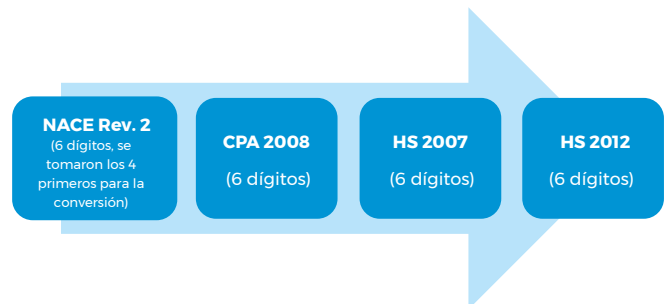 NACE Rev. 2
(6 dígitos, se
tomaron los 4
primeros para la
conversión)
CPA 2008
(6 dígitos)
HS 2007
(6 dígitos)
HS 2012
(6 dígitos)